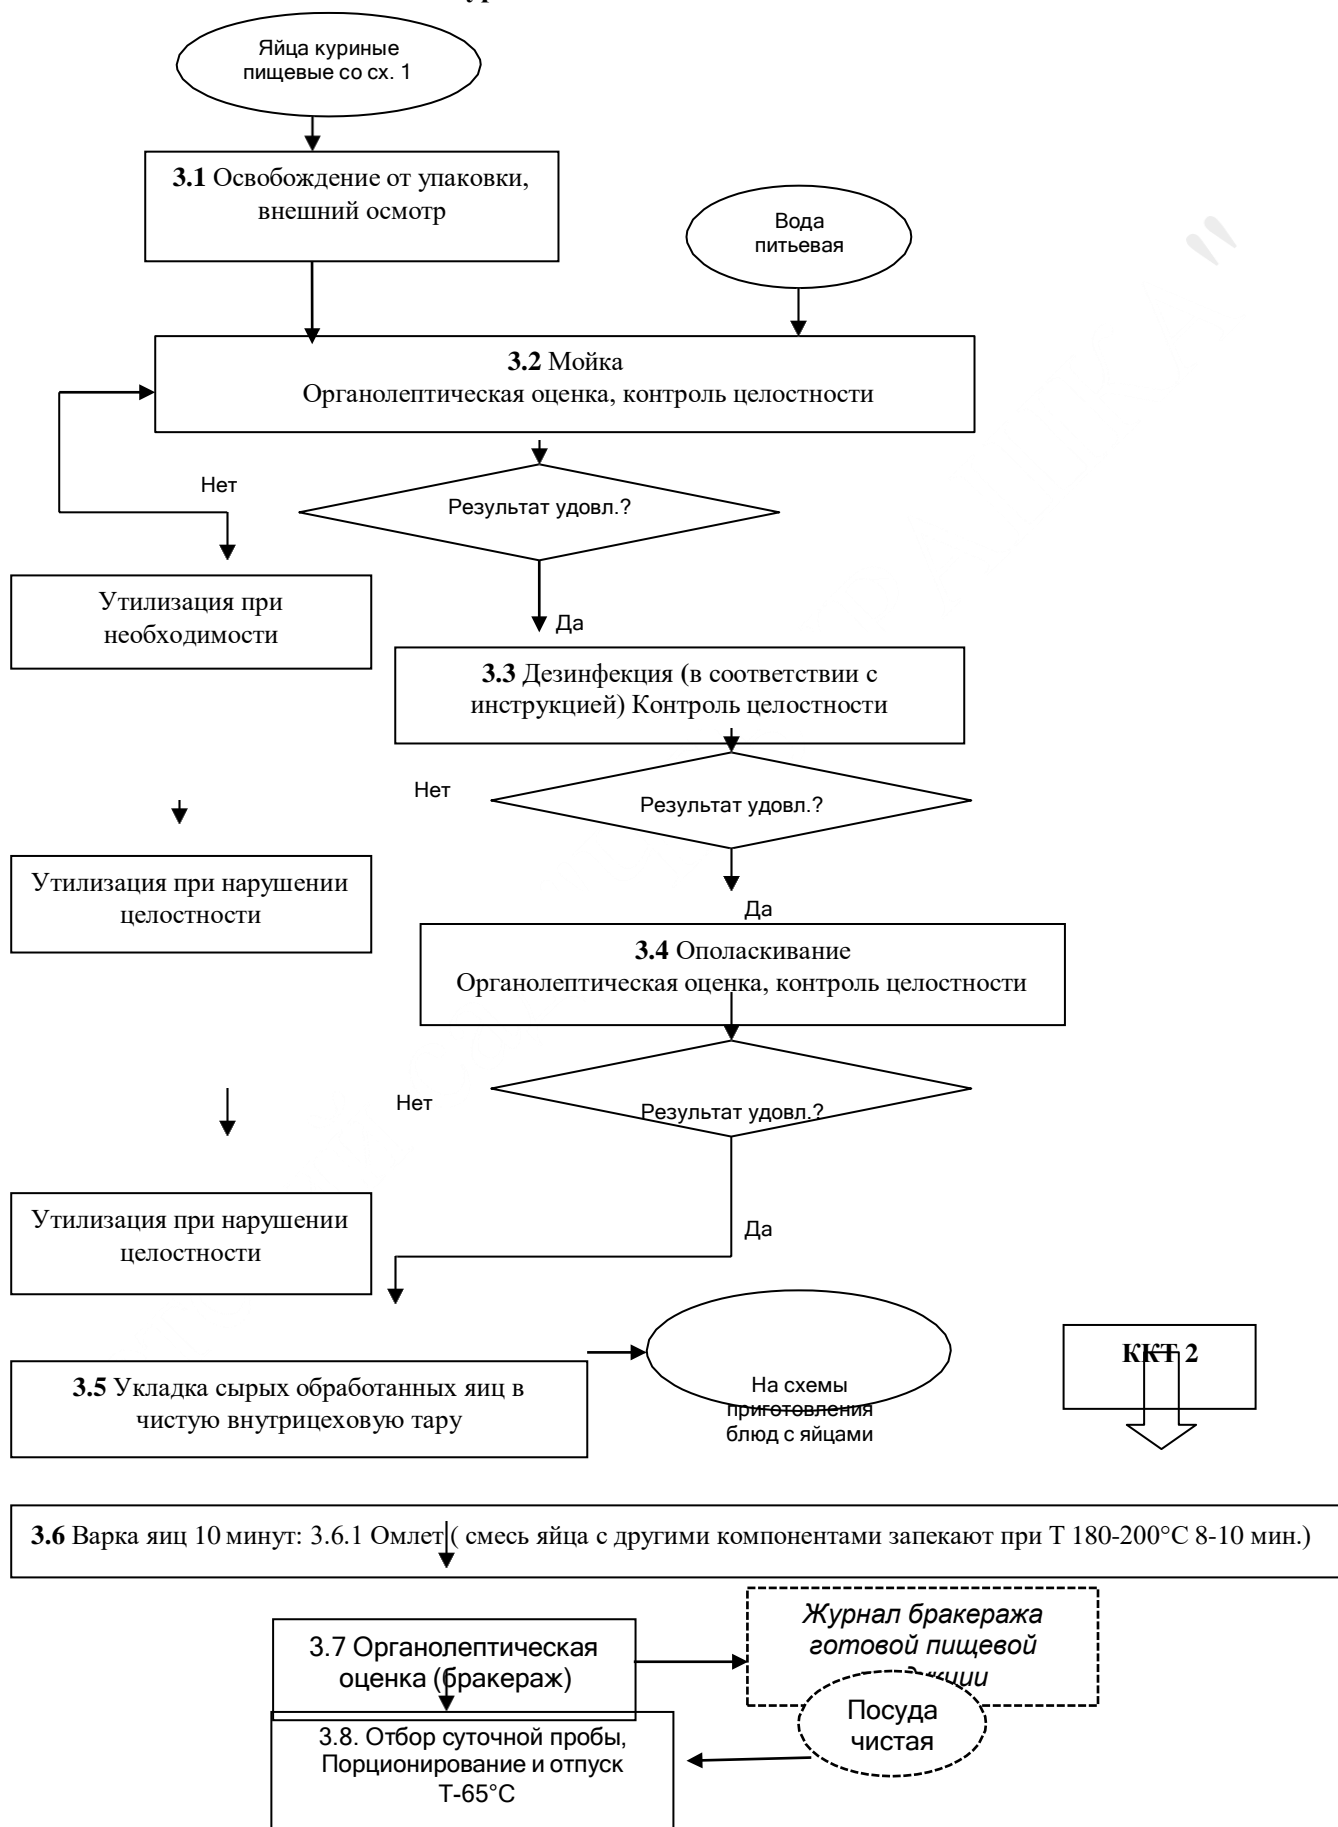 Яйца куриные
пищевые со сх. 1
3.1 Освобождение от упаковки,
внешний осмотр
Вода
питьевая
3.2 Мойка
Органолептическая оценка, контроль целостности
Нет
Результат удовл.?
Утилизация при
необходимости
Да
3.3 Дезинфекция (в соответствии с
инструкцией) Контроль целостности
Нет
Результат удовл.?
Утилизация при нарушении
целостности
Да
3.4 Ополаскивание
Органолептическая оценка, контроль целостности
Нет
Результат удовл.?
Утилизация при нарушении
целостности
Да
ККТ 2
3.5 Укладка сырых обработанных яиц в
чистую внутрицеховую тару
На схемы
приготовления
блюд с яйцами
3.6 Варка яиц 10 минут: 3.6.1 Омлет ( смесь яйца с другими компонентами запекают при Т 180-200°С 8-10 мин.)
Журнал бракеража
готовой пищевой
3.7 Органолептическая
оценка (бракераж)
Посуда
чистая
3.8. Отбор суточной пробы,
Порционирование и отпуск
Т-65°С